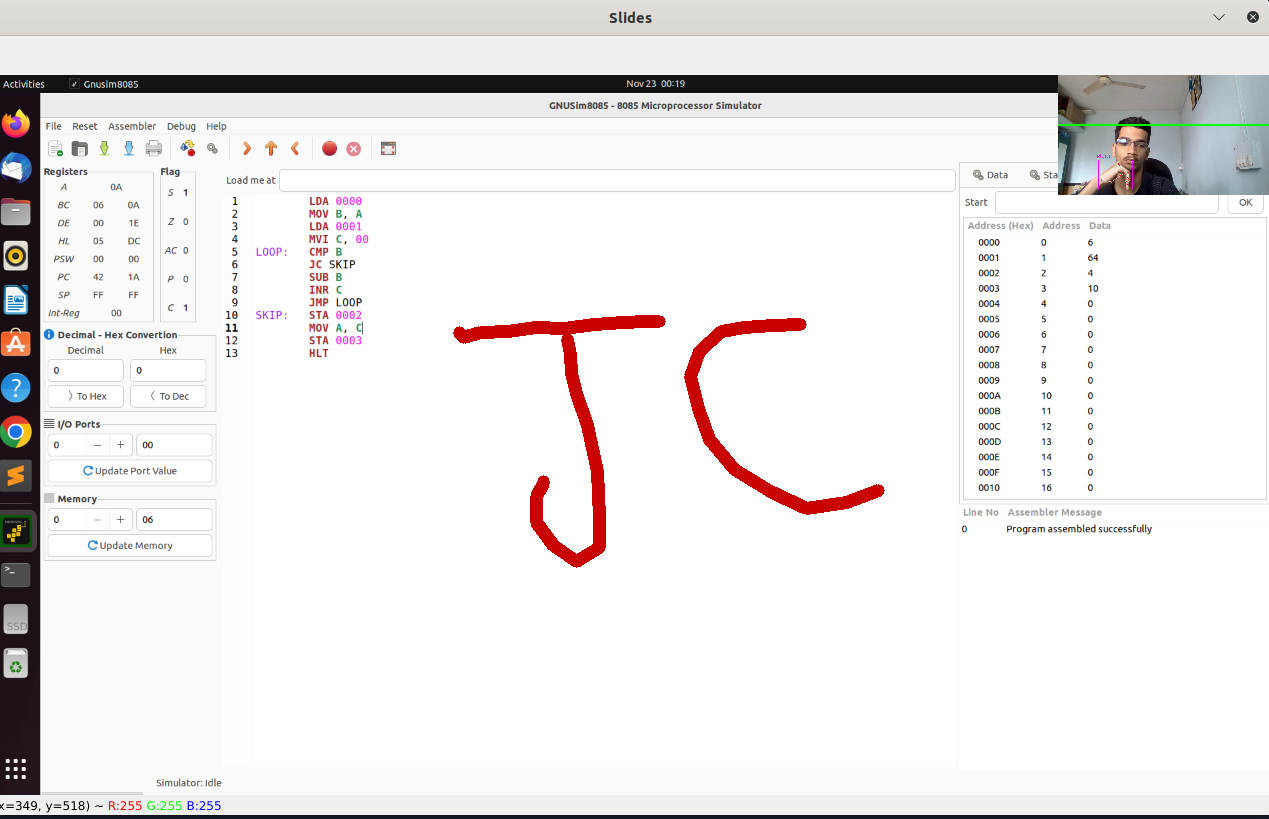 Slides
Activities Gnusim8085 Nov 23 00:19
GNUSim8085 - 8085 Microprocessor Simulator
File Reset Assembler Debug Help
Registers
A 0A
BC 06 0A
DE 00 1E
HL 05 DC
PSW 00 00
PC 42 1A
SP FF FF
Int-Reg 00
Flag
S 1
Z 0
AC 0
P 0
C 1
Decimal - Hex Convertion
Decimal Hex
0 0
To Hex To Dec
I/O Ports
0 − + 00
Update Port Value
Memory
0 − + 06
Update Memory
Load me at
1 LDA 0000
2 MOV B, A
3 LDA 0001
4 MVI C, 00
5 LOOP: CMP B
6 JC SKIP
7 SUB B
8 INR C
9 JMP LOOP
10 SKIP: STA 0002
11 MOV A, C
12 STA 0003
13 HLT
JC
Data Sta
Start OK
Address (Hex) Address Data
0000 0 6
0001 1 64
0002 2 4
0003 3 10
0004 4 0
0005 5 0
0006 6 0
0007 7 0
0008 8 0
0009 9 0
000A 10 0
000B 11 0
000C 12 0
000D 13 0
000E 14 0
000F 15 0
0010 16 0
Line No Assembler Message
0 Program assembled successfully
SSD
Simulator: Idle
x=349, y=518) ~ R:255 G:255 B:255